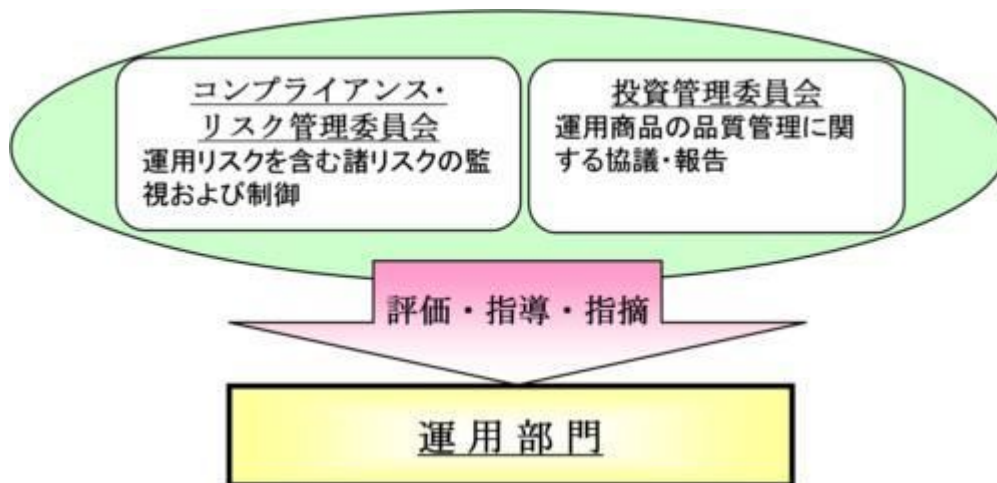 コンプライアンス・
リスク管理委員会
運用リスクを含む諸リスクの監
視および制御
投資管理委員会
運用商品の品質管理に関
する協議・報告
評価・指導・指摘
運用部門